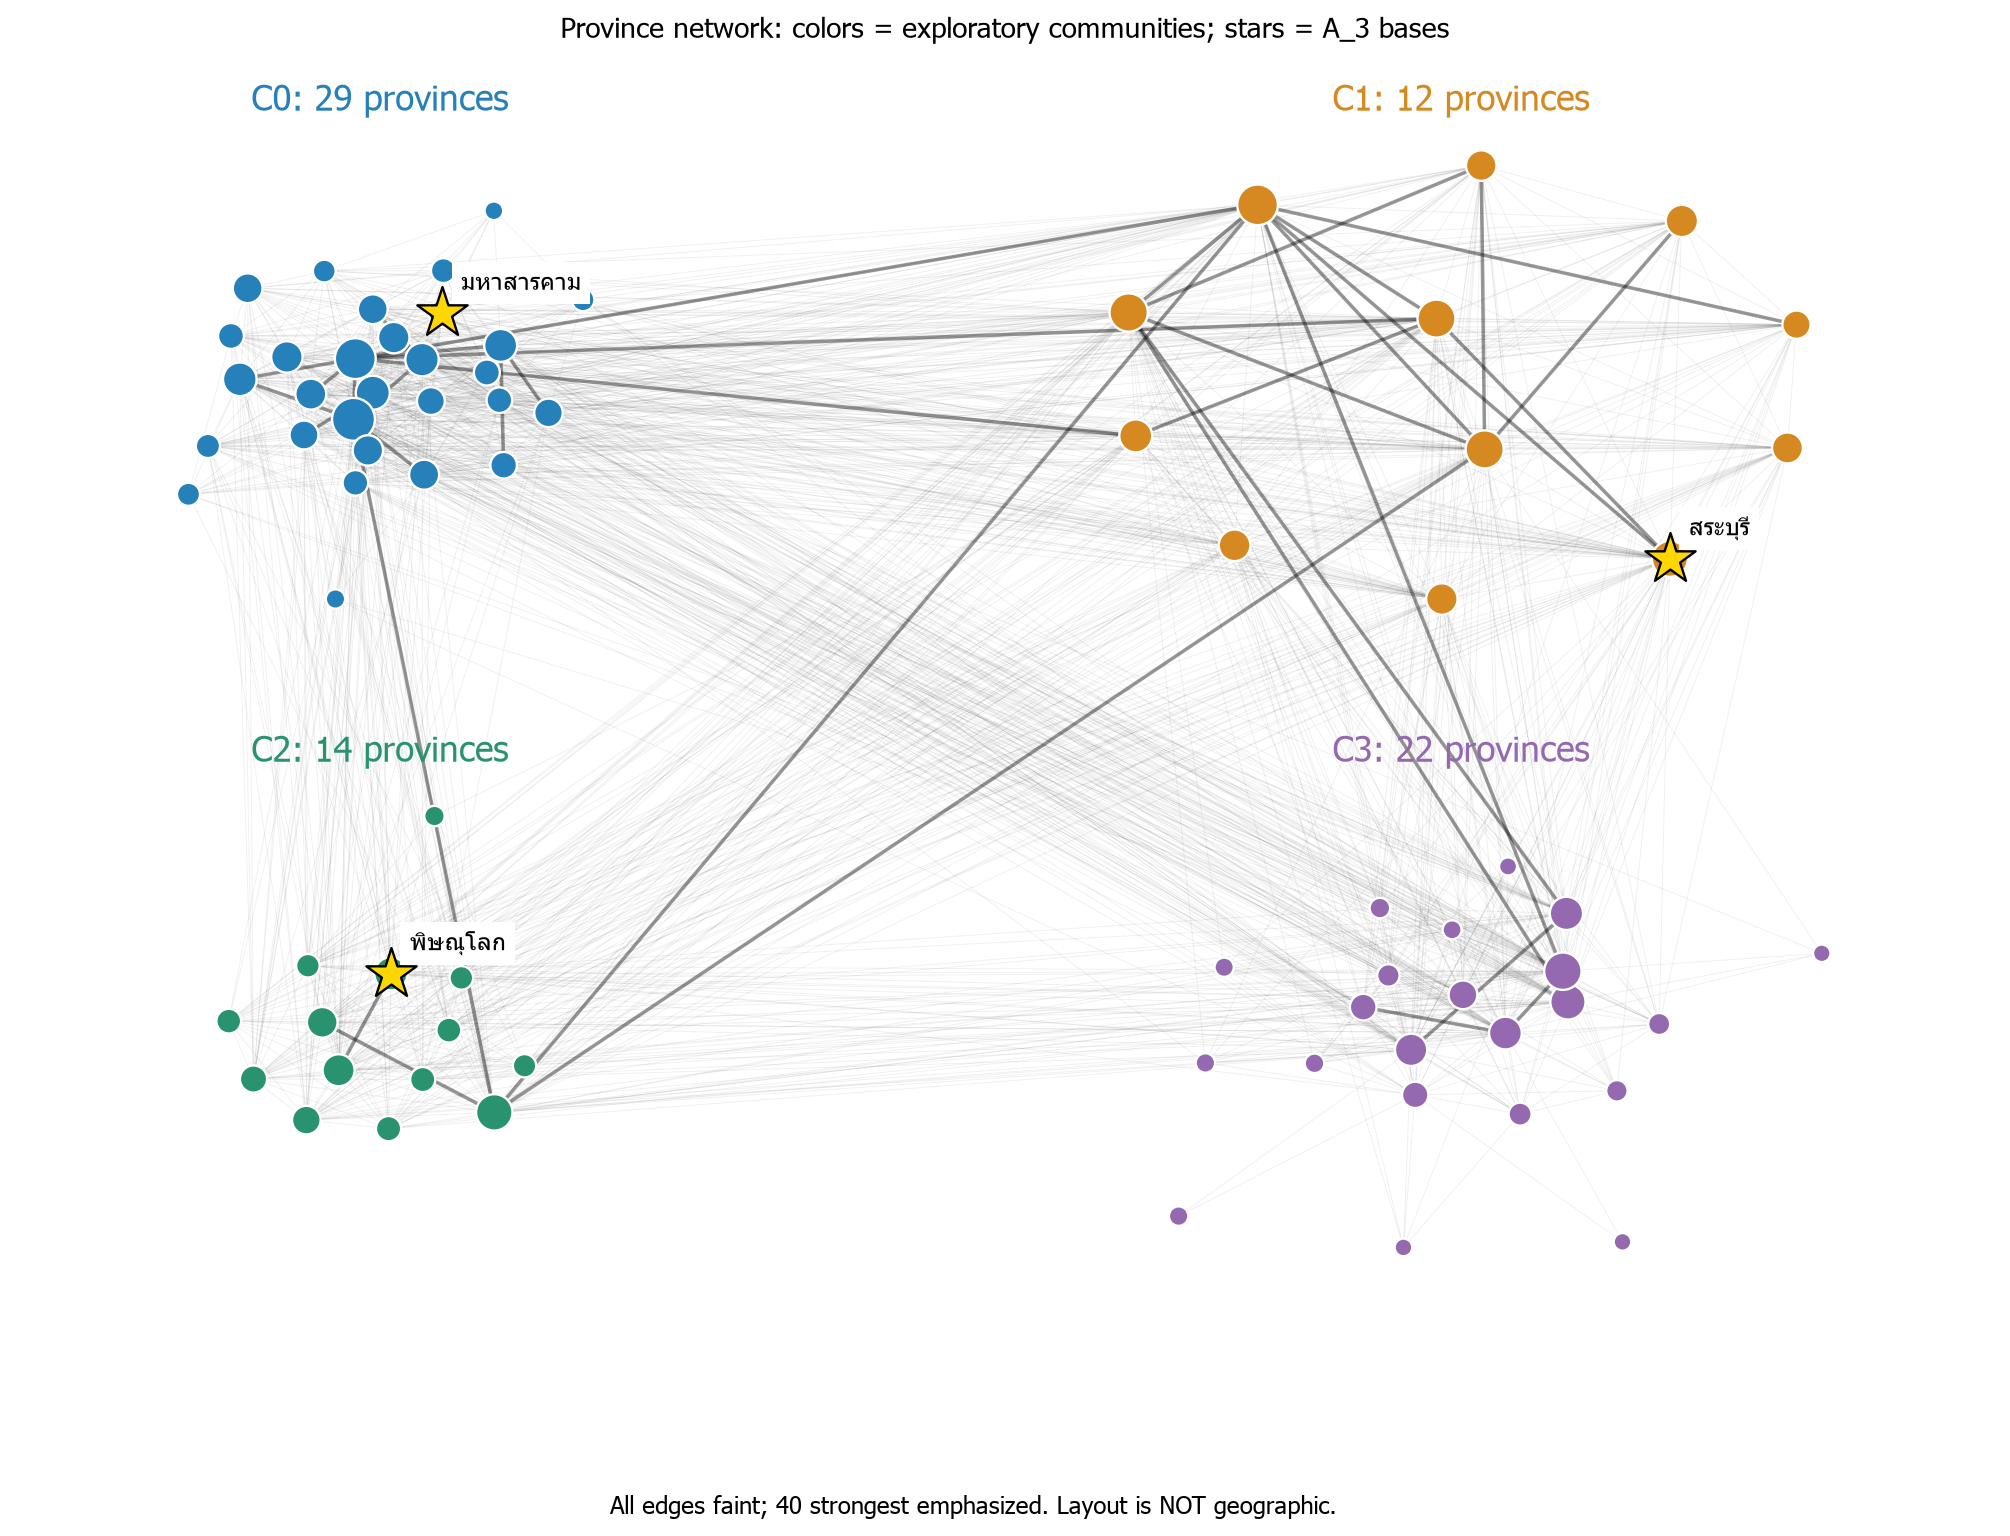 Province network: colors = exploratory communities; stars = A_3 bases
C0: 29 provinces
C1: 12 provinces
มหาสารคาม
สระบุรี
C2: 14 provinces
C3: 22 provinces
พิษณุโลก
All edges faint; 40 strongest emphasized. Layout is NOT geographic.